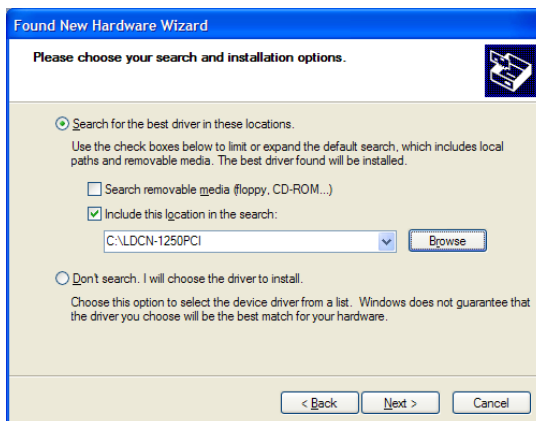 Found New Hardware Wizard
Please choose your search and installation options.
Search for the best driver in these locations.
Use the check boxes below to limit or expand the default search, which includes local
paths and removable media. The best driver found will be installed.
Search removable media (floppy, CD-ROM...)
Include this location in the search:
C:\LDCN-1250PCI
Browse
Don't search. I will choose the driver to install.
Choose this option to select the device driver from a list. Windows does not guarantee that
the driver you choose will be the best match for your hardware.
< Back Next > Cancel